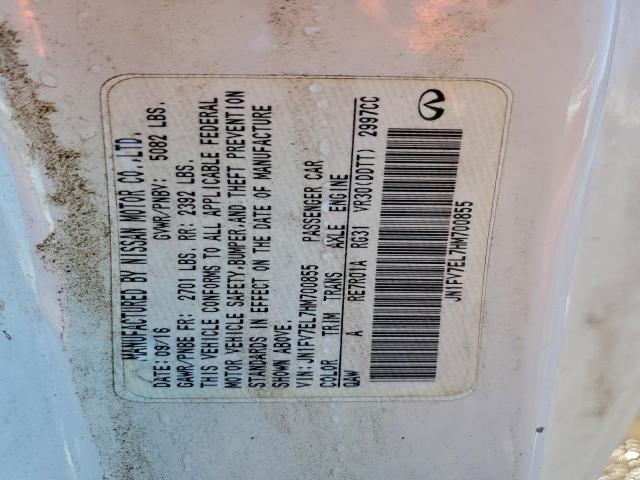 MANUFACTURED BY NISSAN MOTOR CO.,LTD.
DATE: 09/16 GVWR/PNBV: 5082 LBS.
GAWR/PNBE FR: 2701 LBS. RR: 2392 LBS.
THIS VEHICLE CONFORMS TO ALL APPLICABLE FEDERAL
MOTOR VEHICLE SAFETY,BUMPER,AND THEFT PREVENTION
STANDARDS IN EFFECT ON THE DATE OF MANUFACTURE
SHOWN ABOVE.
VIN: JN1FV7EL7HM700855 PASSENGER CAR
COLOR TRIM TRANS AXLE ENGINE
QAW A RE7R01A RG31 VR30(DDTT) 2997CC
JN1FV7EL7HM700855